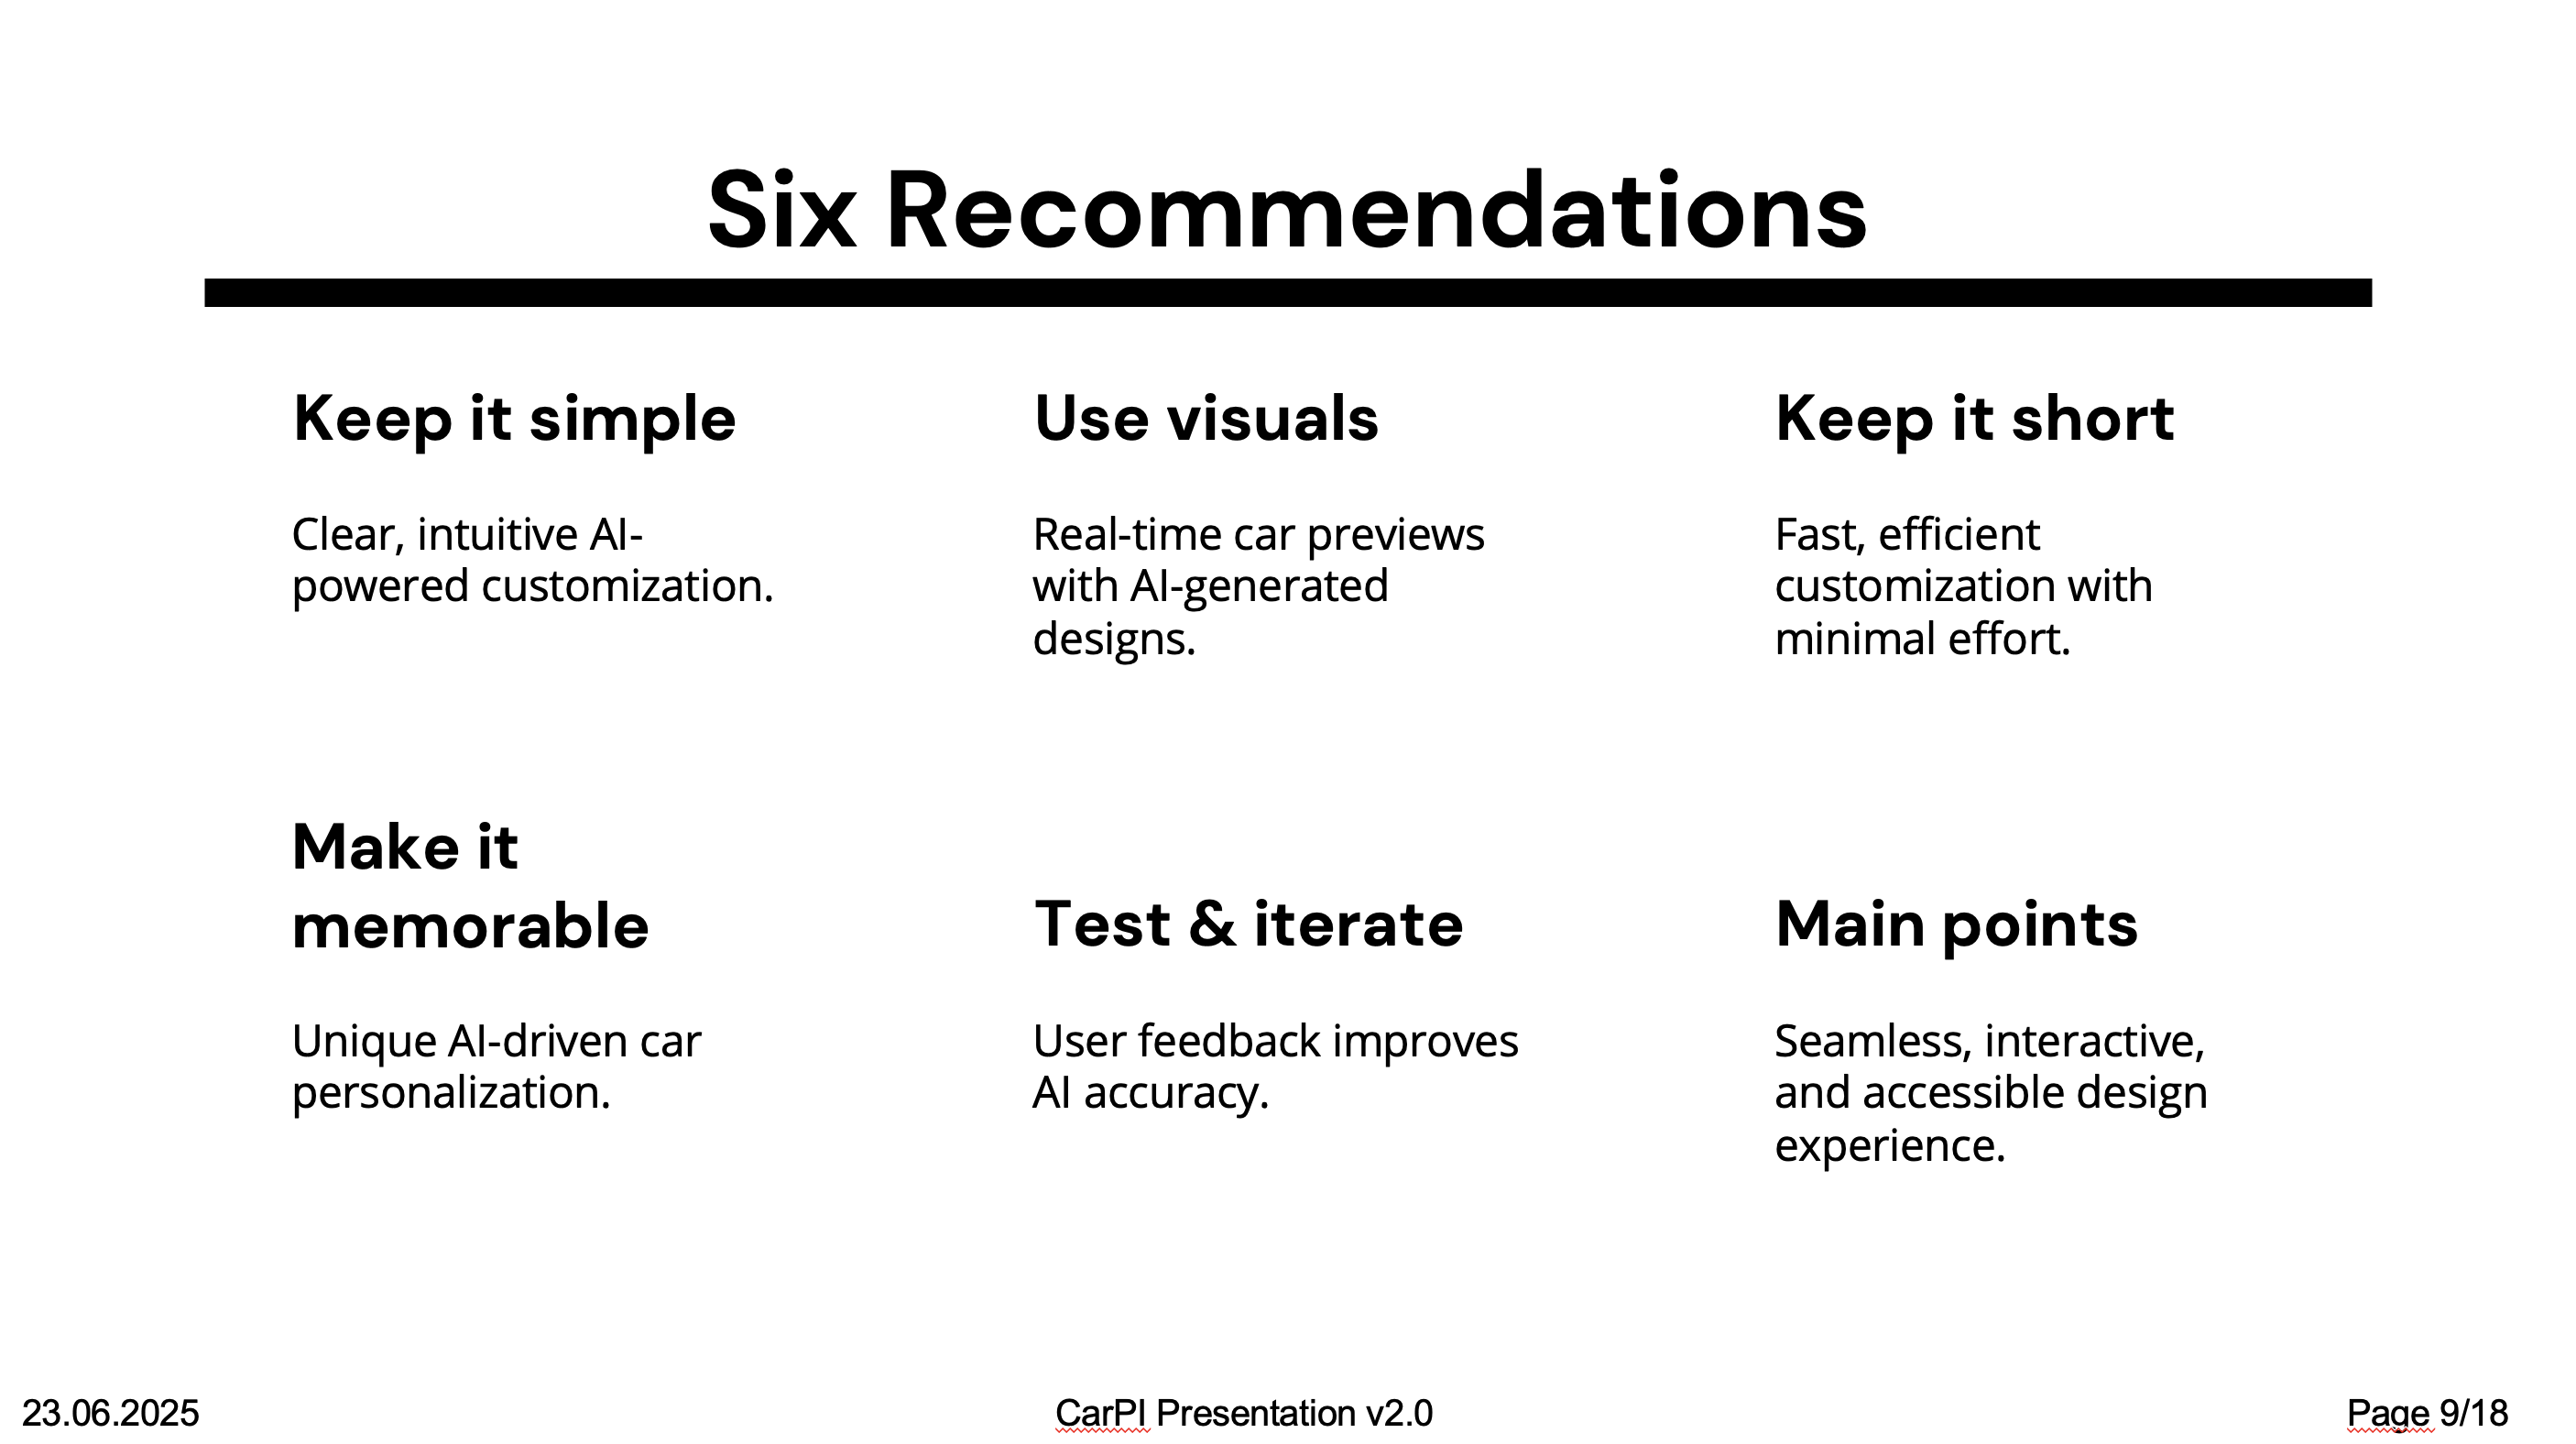 Six Recommendations
Keep it simple
Clear, intuitive AI-
powered customization.
Use visuals
Real-time car previews
with AI-generated
designs.
Keep it short
Fast, efficient
customization with
minimal effort.
Make it
memorable
Unique AI-driven car
personalization.
Test & iterate
User feedback improves
AI accuracy.
Main points
Seamless, interactive,
and accessible design
experience.
23.06.2025
CarPI Presentation v2.0
Page 9/18